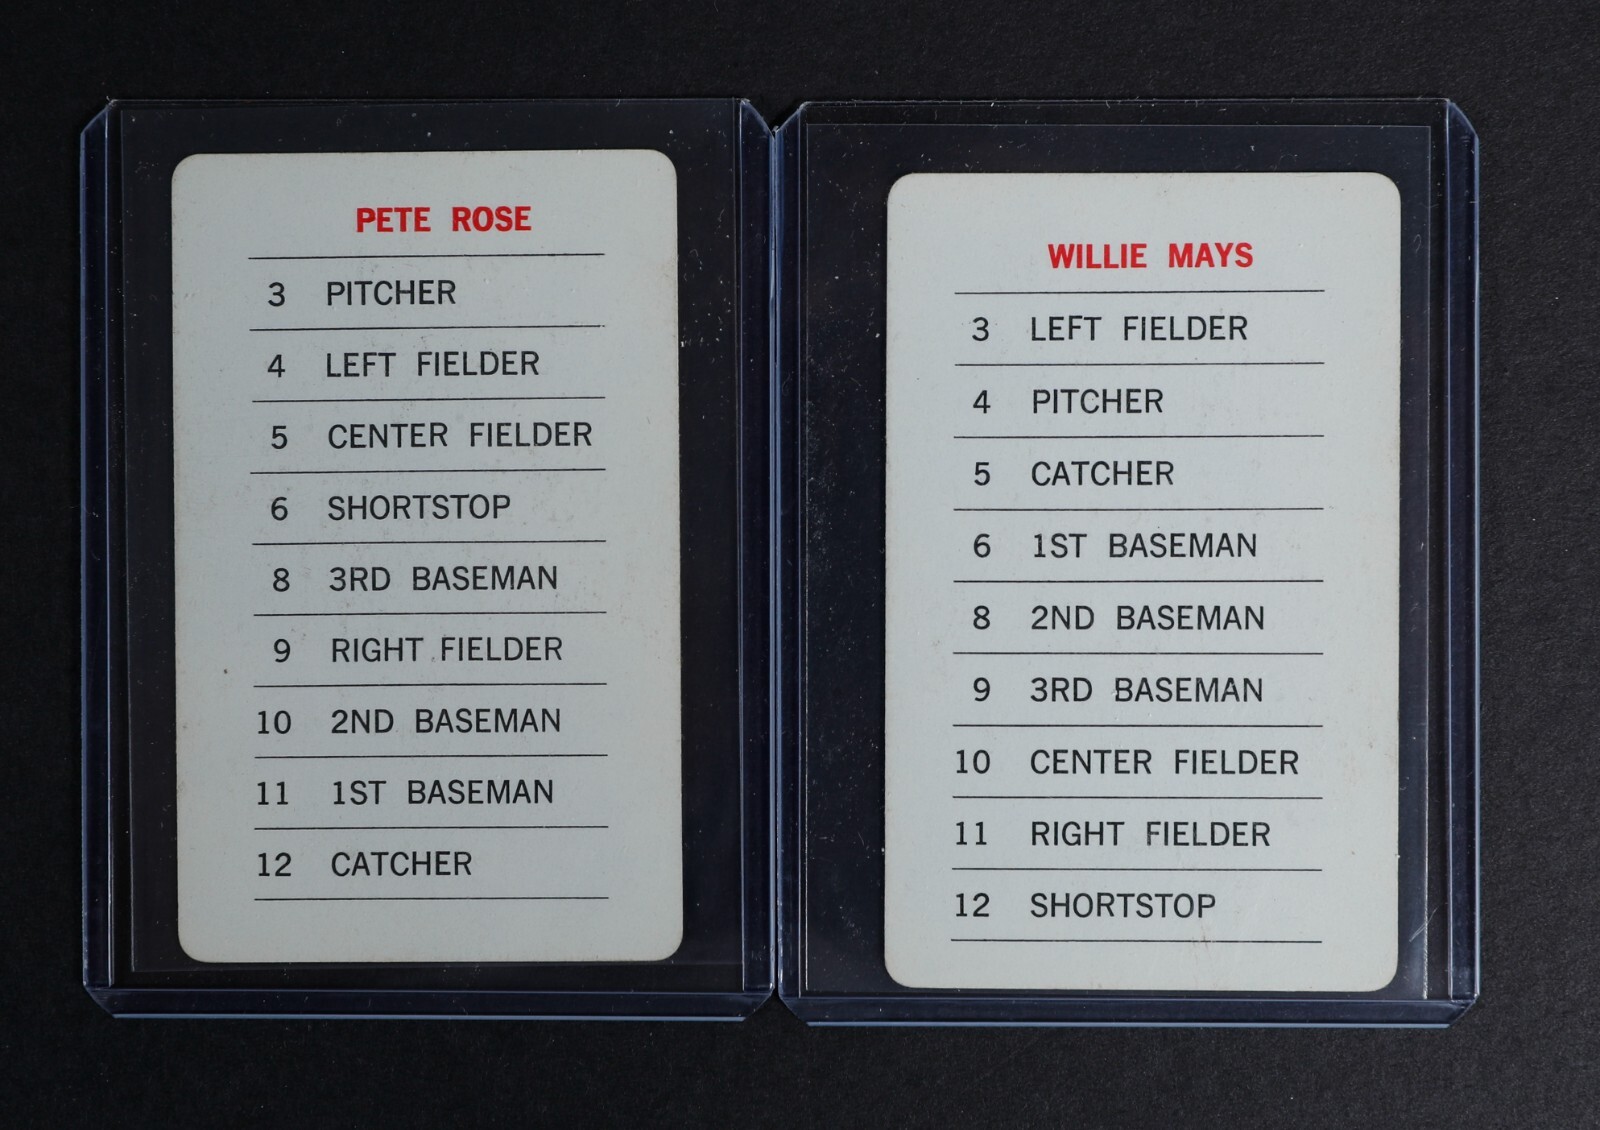 PETE ROSE
3 PITCHER
4 LEFT FIELDER
5 CENTER FIELDER
6 SHORTSTOP
8 3RD BASEMAN
9 RIGHT FIELDER
10 2ND BASEMAN
11 1ST BASEMAN
12 CATCHER
WILLIE MAYS
3 LEFT FIELDER
4 PITCHER
5 CATCHER
6 1ST BASEMAN
8 2ND BASEMAN
9 3RD BASEMAN
10 CENTER FIELDER
11 RIGHT FIELDER
12 SHORTSTOP